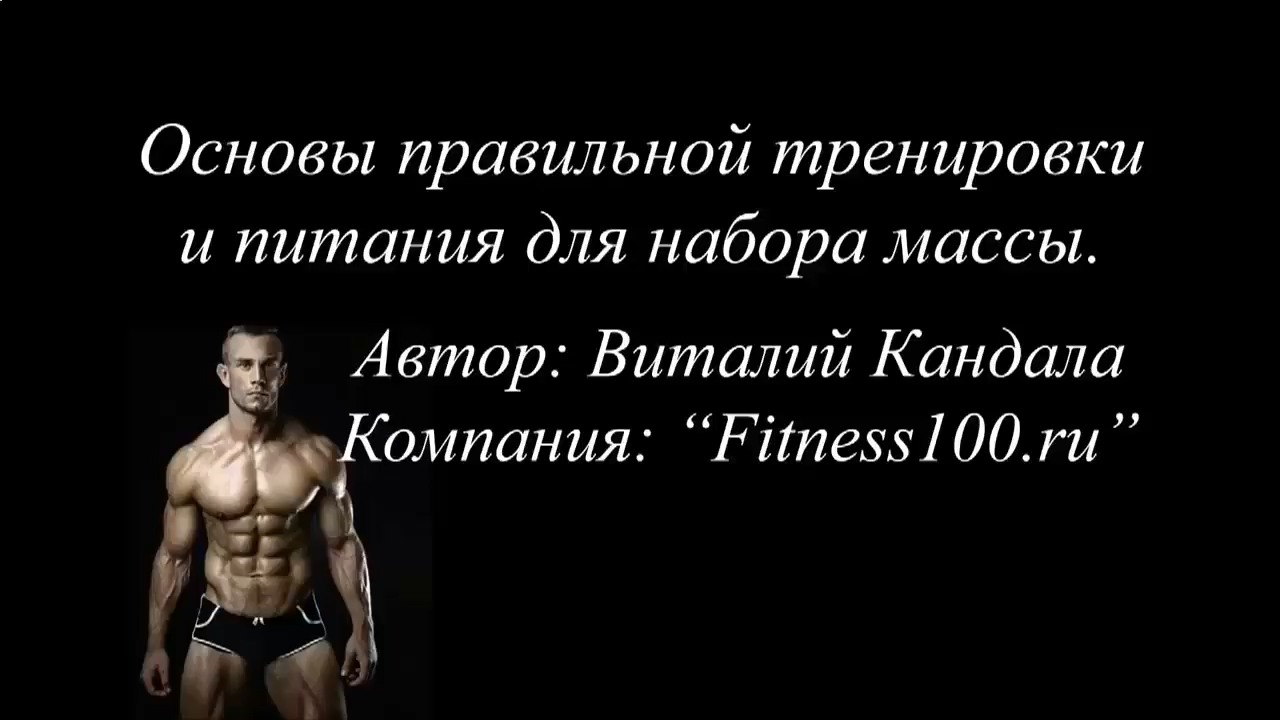 Основы правильной тренировки
и питания для набора массы.
Автор: Виталий Кандала
Компания: “Fitness100.ru”